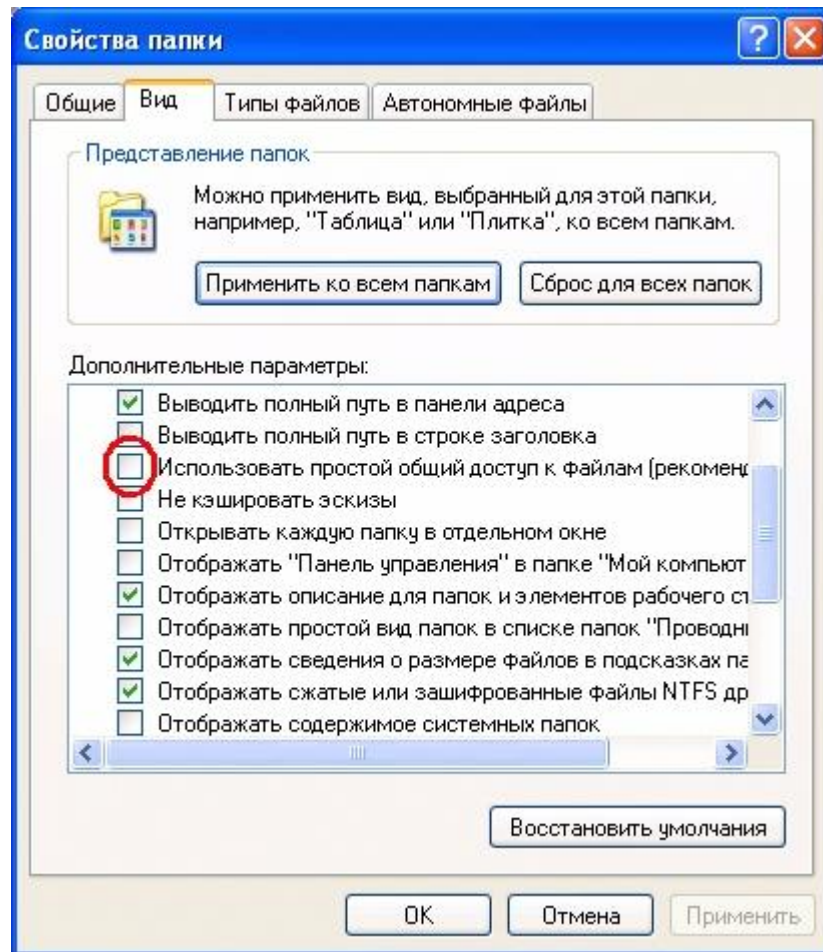 Свойства папки
Общие Вид Типы файлов Автономные файлы
Представление папок
Можно применить вид, выбранный для этой папки,
например, "Таблица" или "Плитка", ко всем папкам.
Применить ко всем папкам Сброс для всех папок
Дополнительные параметры:
Выводить полный путь в панели адреса
Выводить полный путь в строке заголовка
Использовать простой общий доступ к файлам (рекоменд
Не кэшировать эскизы
Открывать каждую папку в отдельном окне
Отображать "Панель управления" в папке "Мой компьют
Отображать описание для папок и элементов рабочего ст
Отображать простой вид папок в списке папок "Проводни
Отображать сведения о размере файлов в подсказках па
Отображать сжатые или зашифрованные файлы NTFS др
Отображать содержимое системных папок
Восстановить умолчания
ОК Отмена Применить